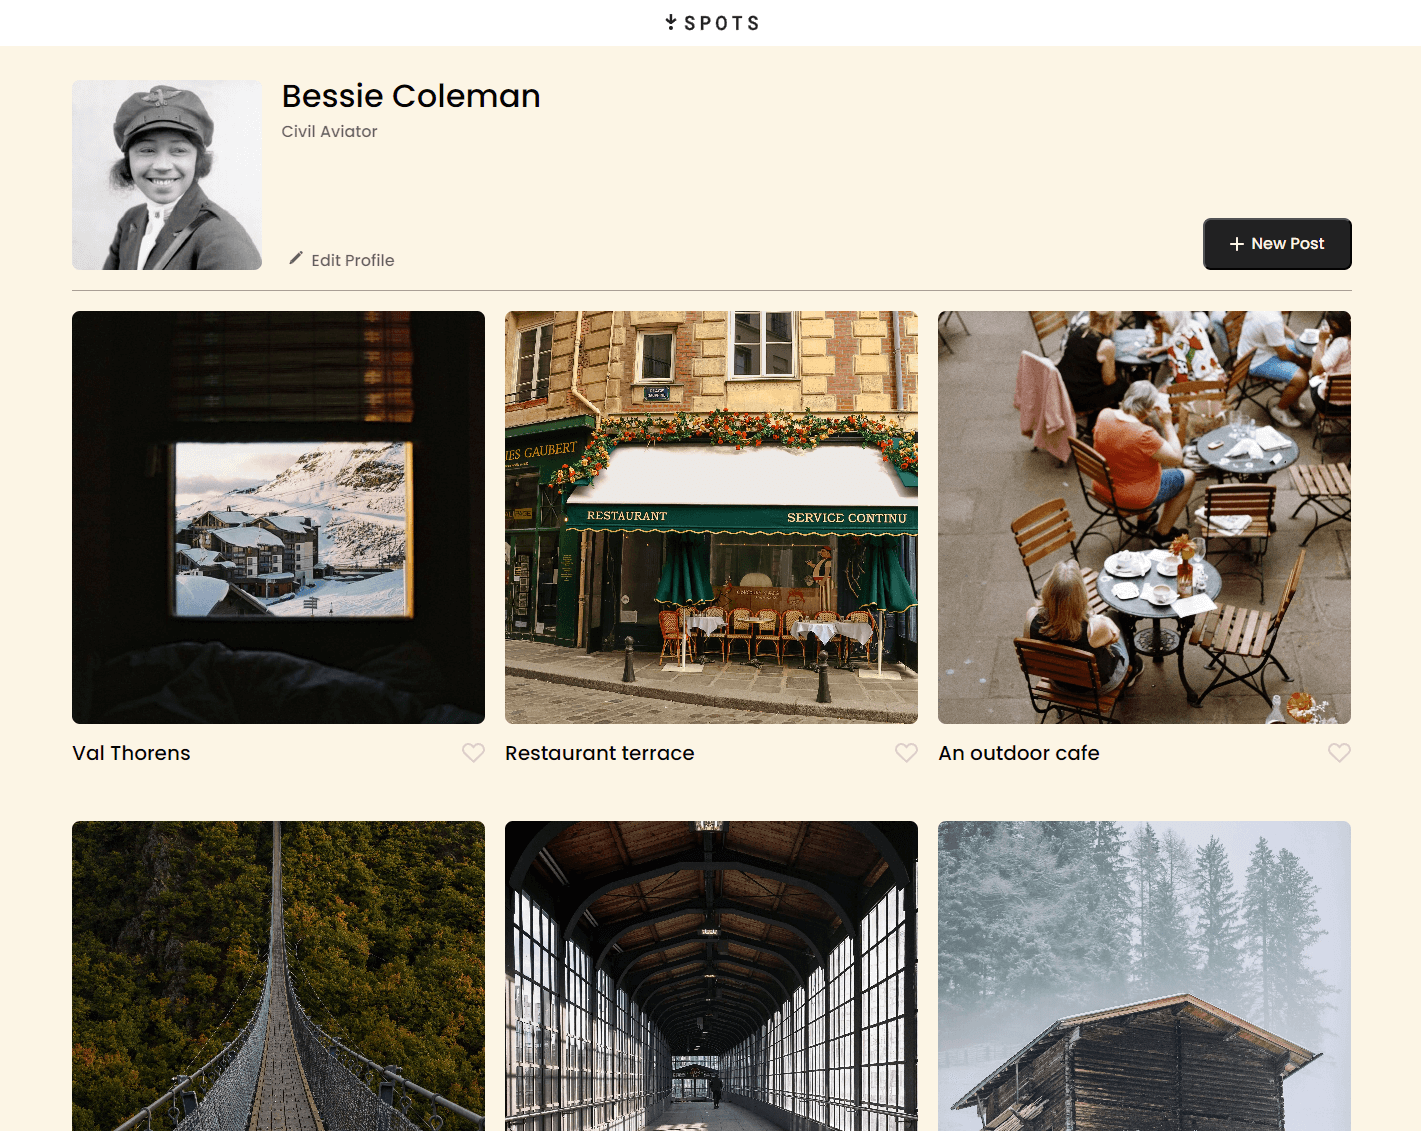 SPOTS
Bessie Coleman
Civil Aviator
Edit Profile
New Post
IES GAUBERT
RESTAURANT
SERVICE CONTINU
Val Thorens
Restaurant terrace
An outdoor cafe